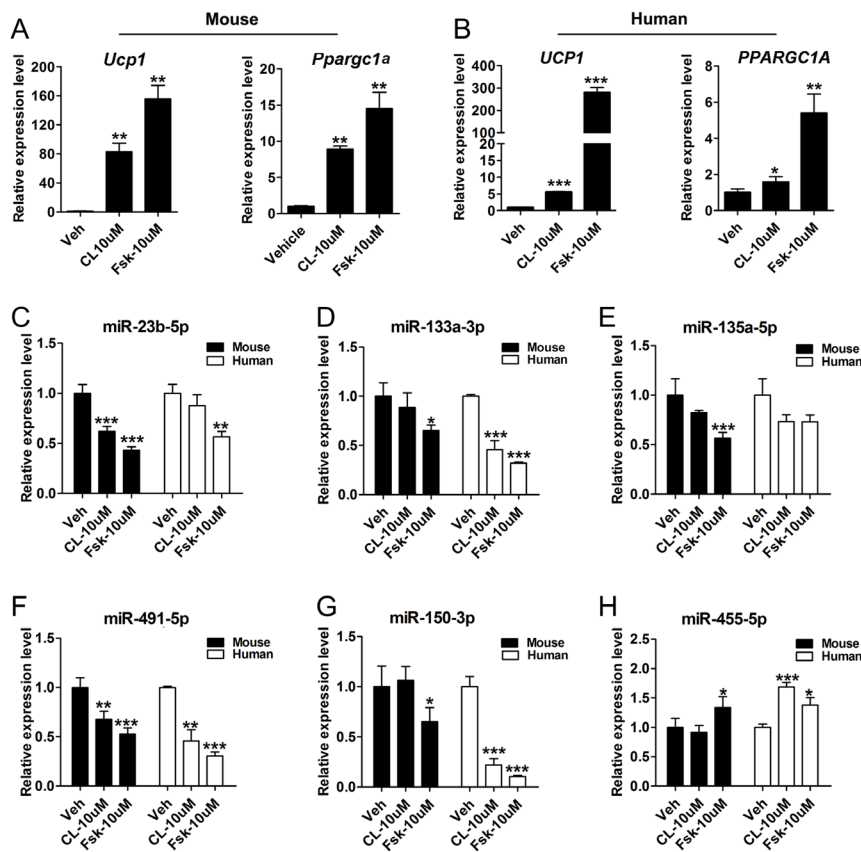 A
Mouse
Ucp1
Relative expression level
200
160
120
80
40
0
**
**
Veh
CL10uM
Fsk-10uM
Ppargc1a
Relative expression level
20
15
10
5
0
**
**
Vehicle
CL-10uM
Fsk-10uM
B
Human
UCP1
Relative expression level
400
300
200
100
20
15
10
5
0
***
***
Veh
CL-10uM
Fsk-10uM
PPARGC1A
Relative expression level
8
6
4
2
0
*
**
Veh
CL-10uM
Fsk-10uM
C
miR-23b-5p
Mouse
Human
Relative expression level
1.5
1.0
0.5
0.0
***
***
**
Veh
CL-10uM
Fsk-10uM
Veh
CL-10uM
Fsk-10uM
D
miR-133a-3p
Mouse
Human
Relative expression level
1.5
1.0
0.5
0.0
*
***
***
Veh
CL-10uM
Fsk-10uM
Veh
CL-10uM
Fsk-10uM
E
miR-135a-5p
Mouse
Human
Relative expression level
1.5
1.0
0.5
0.0
***
Veh
CL-10uM
Fsk-10uM
Veh
CL-10uM
Fsk-10uM
F
miR-491-5p
Mouse
Human
Relative expression level
1.5
1.0
0.5
0.0
**
***
**
***
Veh
CL-10uM
Fsk-10uM
Veh
CL-10uM
Fsk-10uM
G
miR-150-3p
Mouse
Human
Relative expression level
1.5
1.0
0.5
0.0
*
***
***
Veh
CL-10uM
Fsk-10uM
Veh
CL-10uM
Fsk-10uM
H
miR-455-5p
Mouse
Human
Relative expression level
2.5
2.0
1.5
1.0
0.5
0.0
*
***
*
Veh
CL-10uM
Fsk-10uM
Veh
CL-10uM
Fsk-10uM